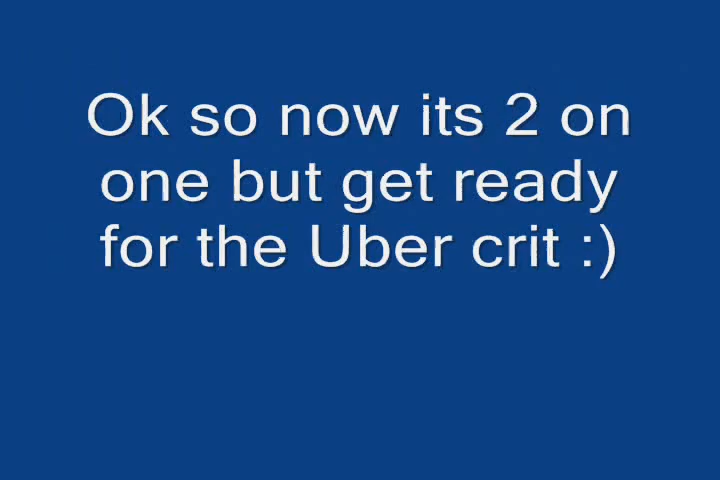 Ok so now its 2 on
one but get ready
for the Uber crit :)